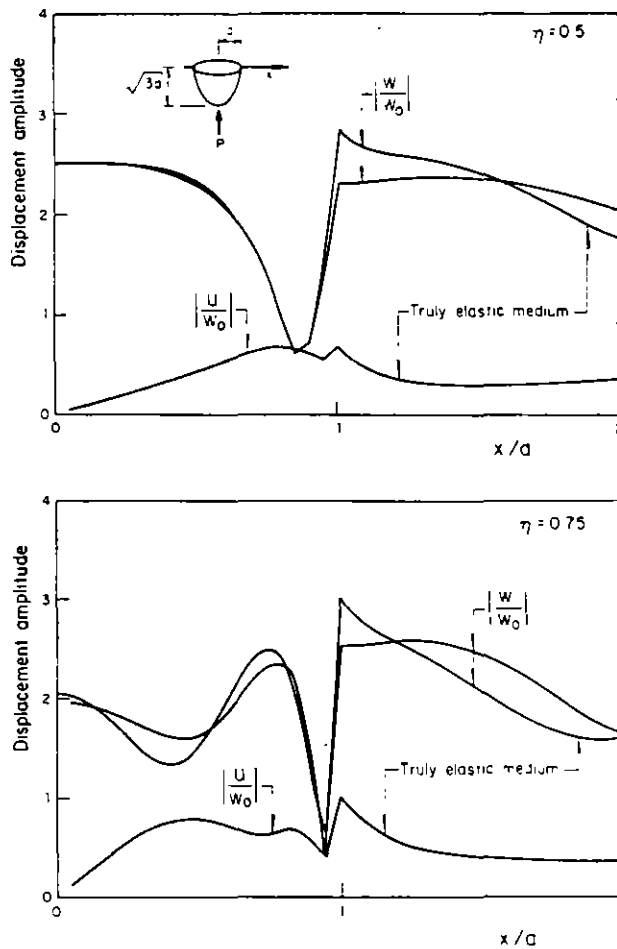 4
η = 0.5
√3a
a
x
P
3
|W/W₀|
Displacement amplitude
2
|U/W₀|
Truly elastic medium
1
0
0
1
x/a
4
η = 0.75
3
|W/W₀|
Displacement amplitude
2
Truly elastic medium
|U/W₀|
1
0
0
1
x/a